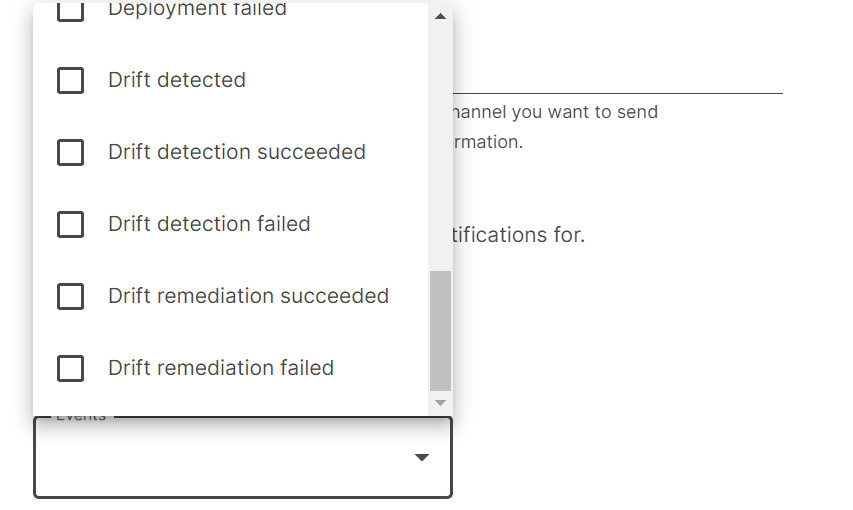 Deployment failed
Drift detected
Drift detection succeeded
Drift detection failed
Drift remediation succeeded
Drift remediation failed
hannel you want to send
rmation.
tifications for.
Events